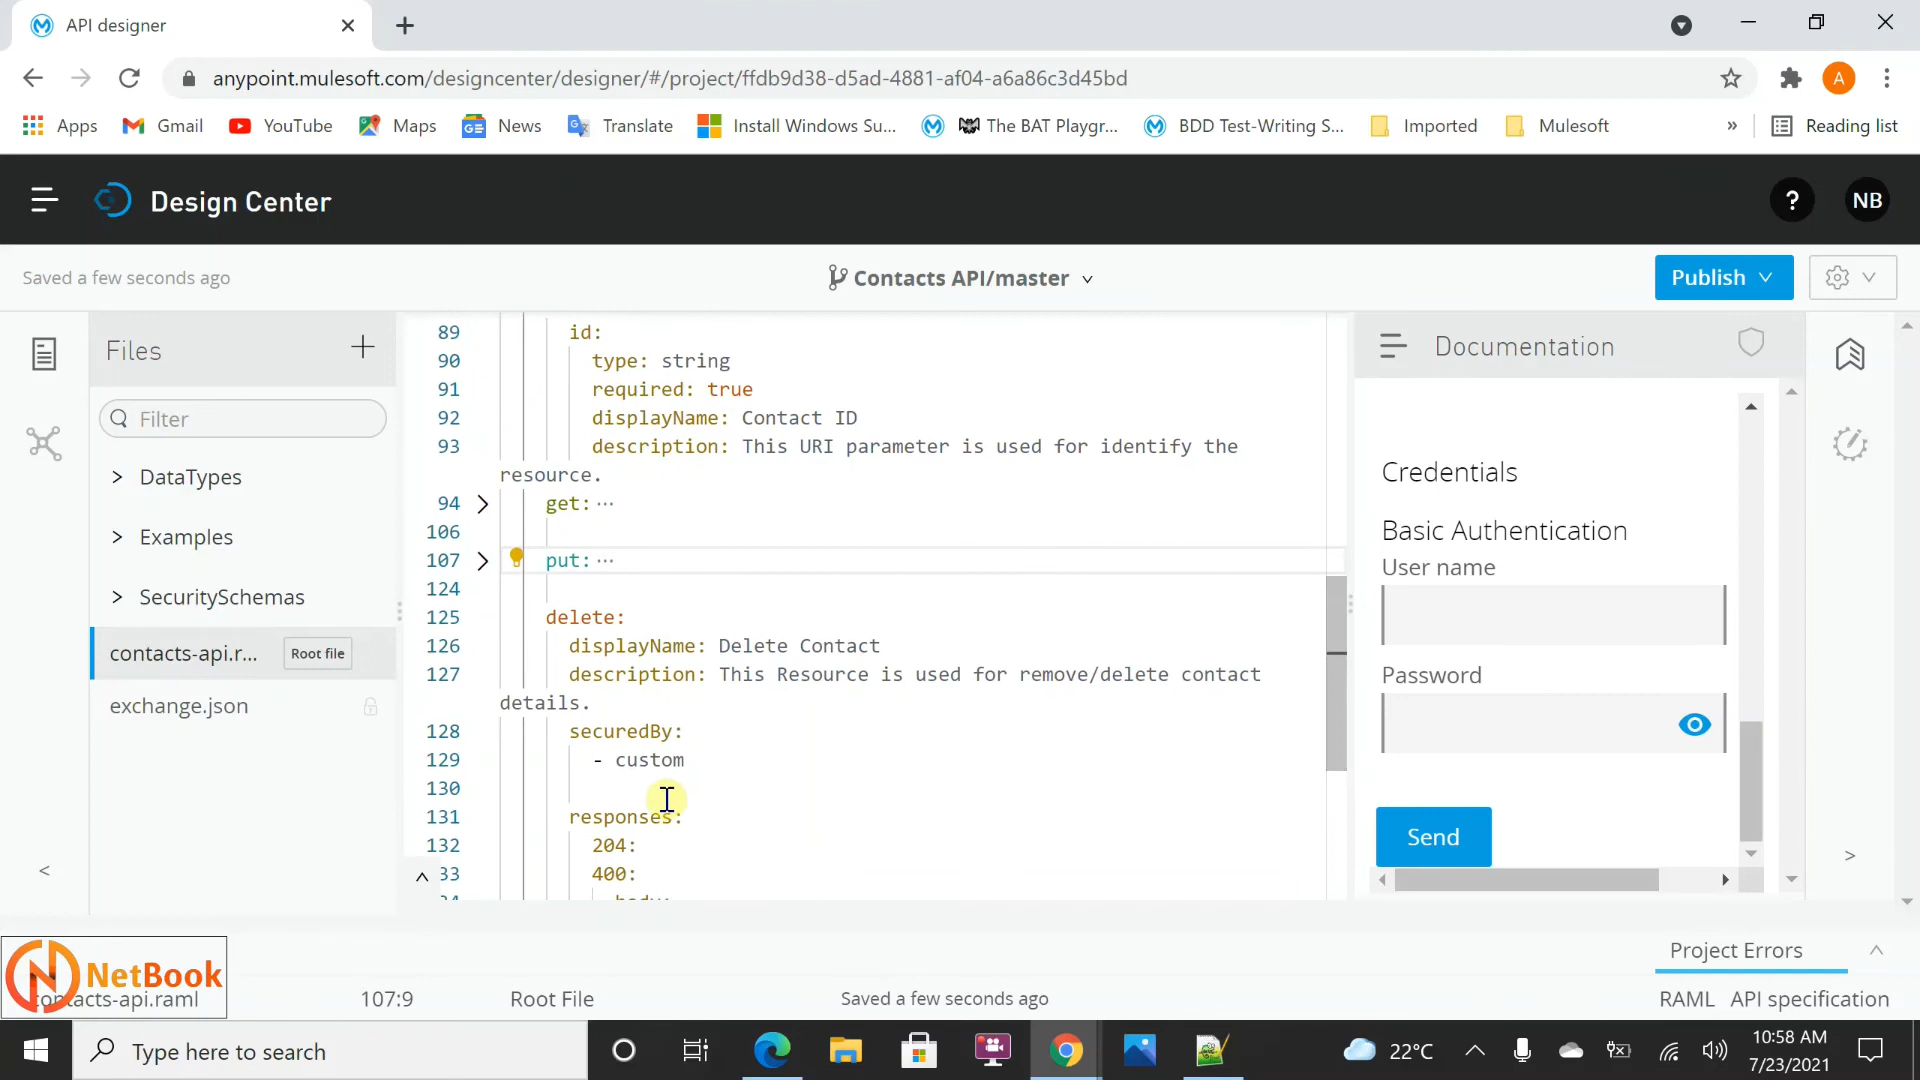 API designer
anypoint.mulesoft.com/designcenter/designer/#/project/ffdb9d38-d5ad-4881-af04-a6a86c3d45bd
A
Apps Gmail YouTube Maps News Translate Install Windows Su... The BAT Playgr... BDD Test-Writing S... Imported Mulesoft » Reading list
Design Center ? NB
Saved a few seconds ago Contacts API/master Publish
Files
Filter
DataTypes
Examples
SecuritySchemas
contacts-api.r... Root file
exchange.json
89 id:
90 type: string
91 required: true
92 displayName: Contact ID
93 description: This URI parameter is used for identify the
resource.
94 get: ...
106
107 put: ...
124
125 delete:
126 displayName: Delete Contact
127 description: This Resource is used for remove/delete contact
details.
128 securedBy:
129 - custom
130
131 responses:
132 204:
33 400:
body:
Documentation
Credentials
Basic Authentication
User name
Password
Send
Project Errors
NetBook
contacts-api.raml 107:9 Root File Saved a few seconds ago RAML API specification
Type here to search 22°C 10:58 AM
7/23/2021